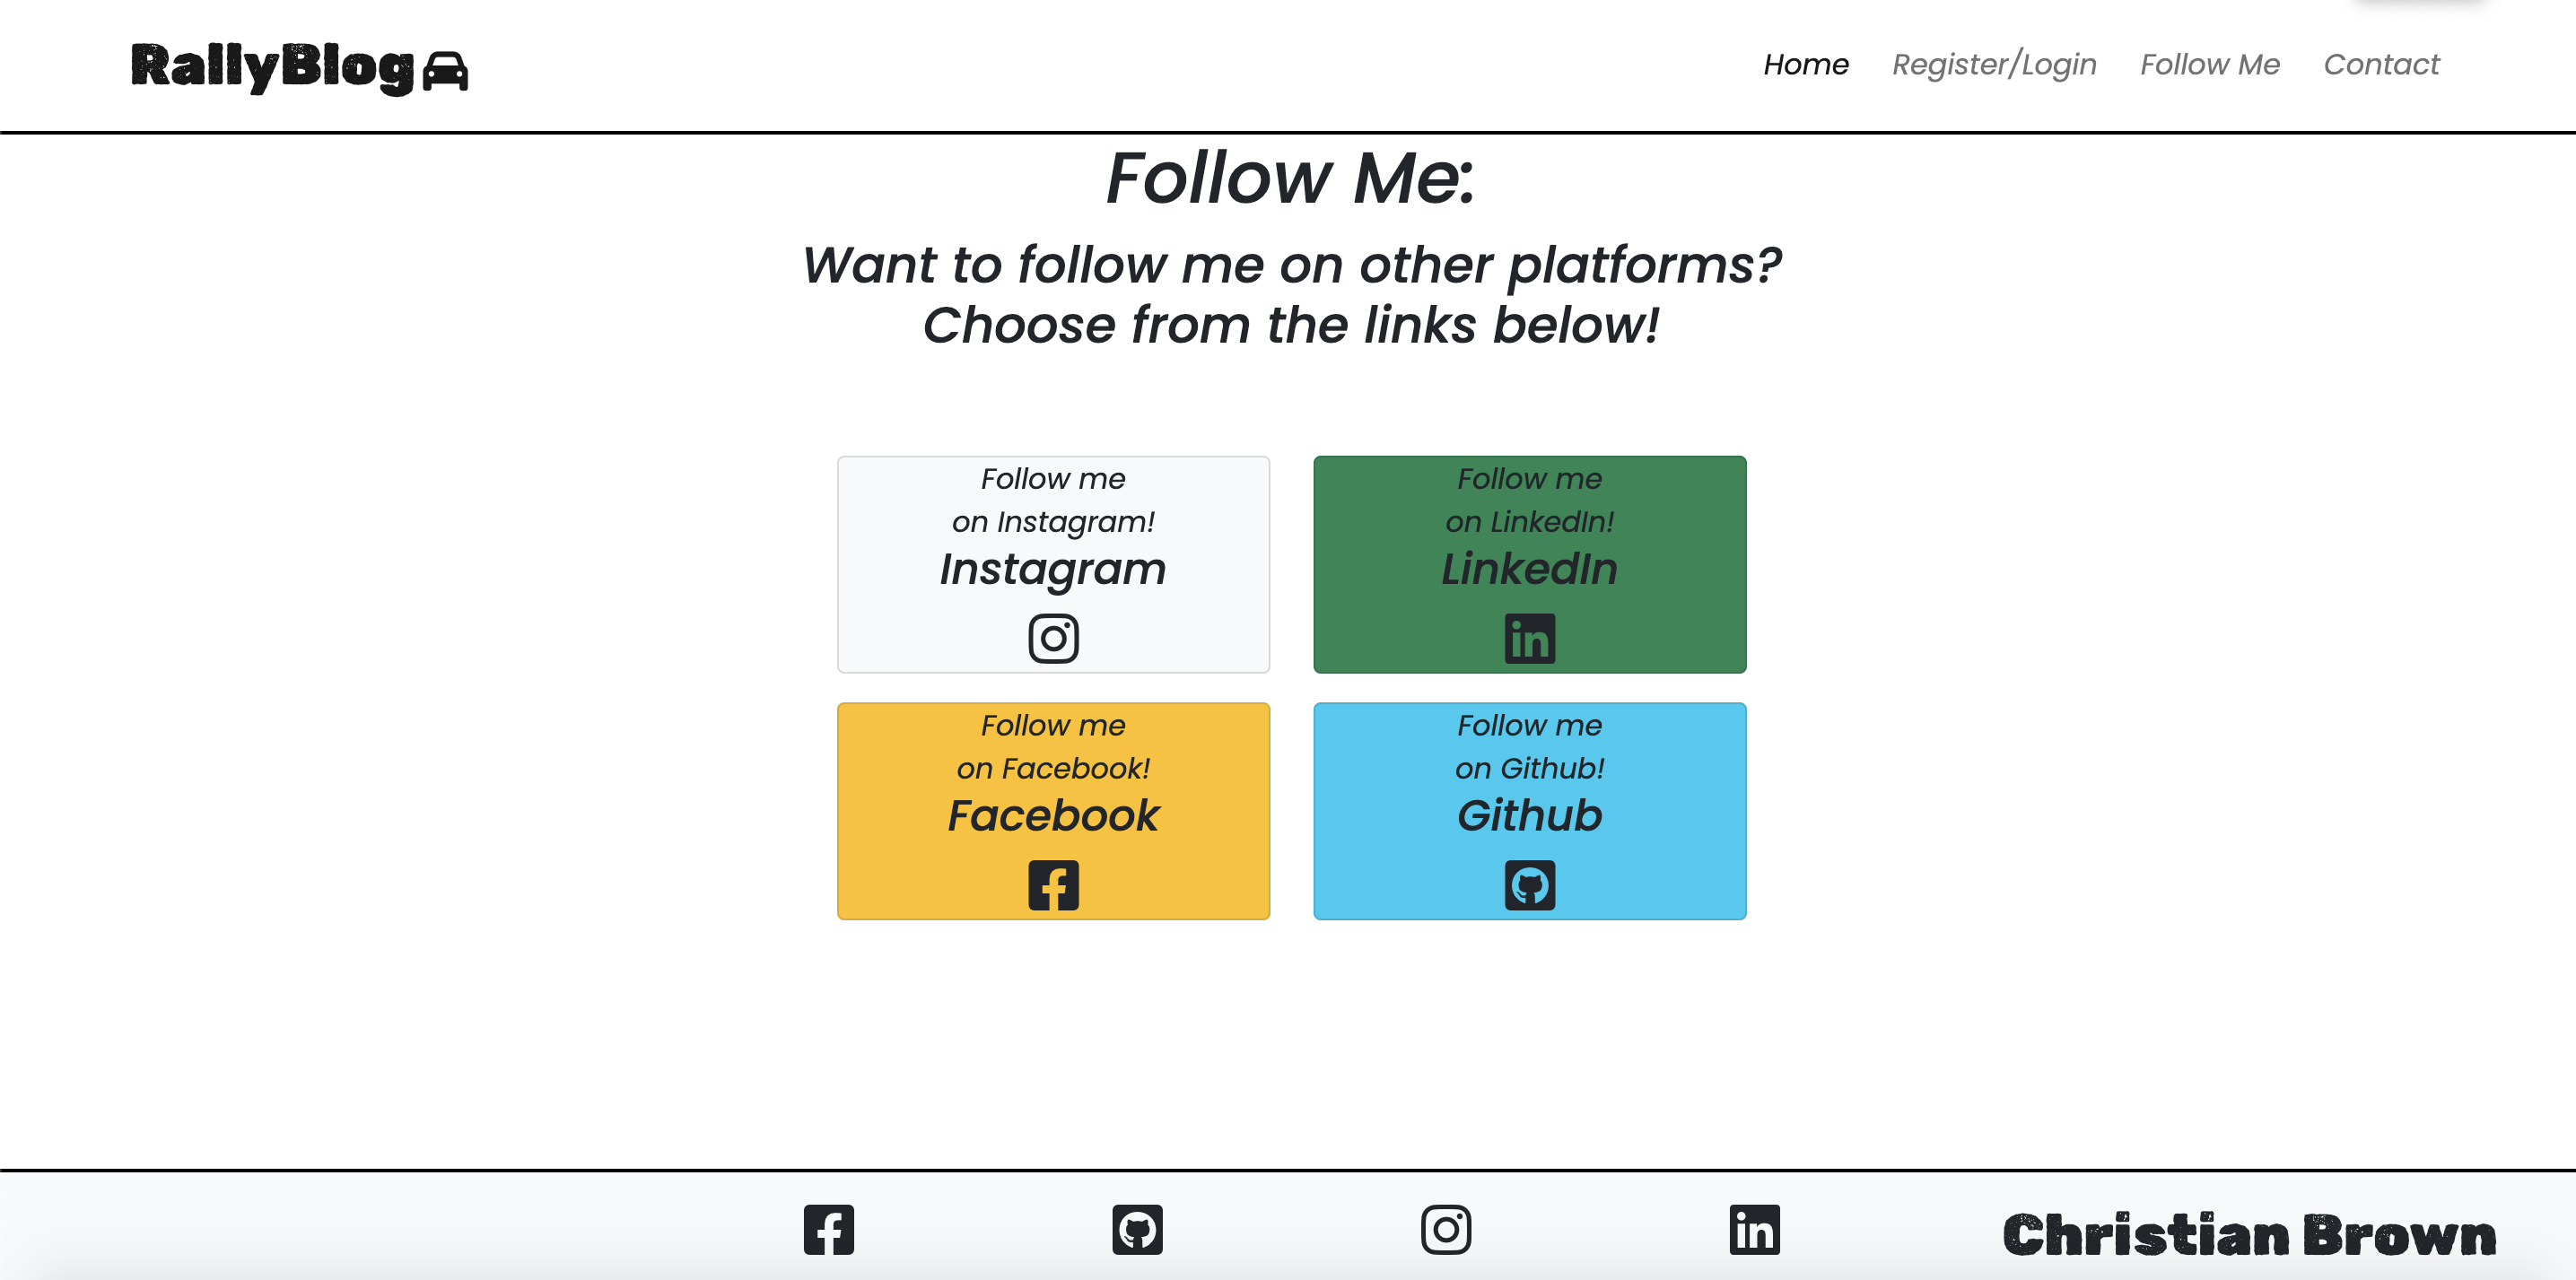 RallyBlog
Home Register/Login Follow Me Contact
Follow Me:
Want to follow me on other platforms?
Choose from the links below!
Follow me
on Instagram!
Instagram
Follow me
on LinkedIn!
LinkedIn
in
Follow me
on Facebook!
Facebook
Follow me
on Github!
Github
in
Christian Brown